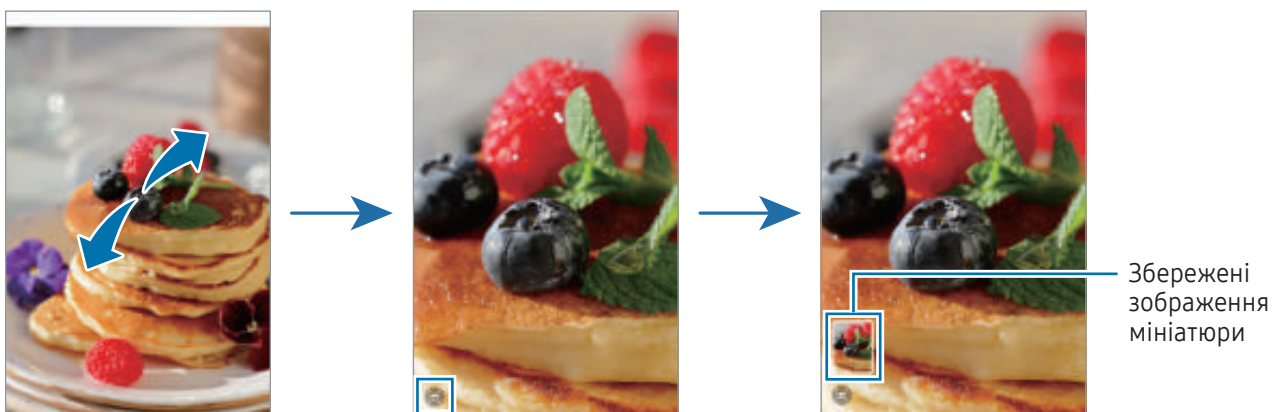 Збережені
зображення
мініатюри